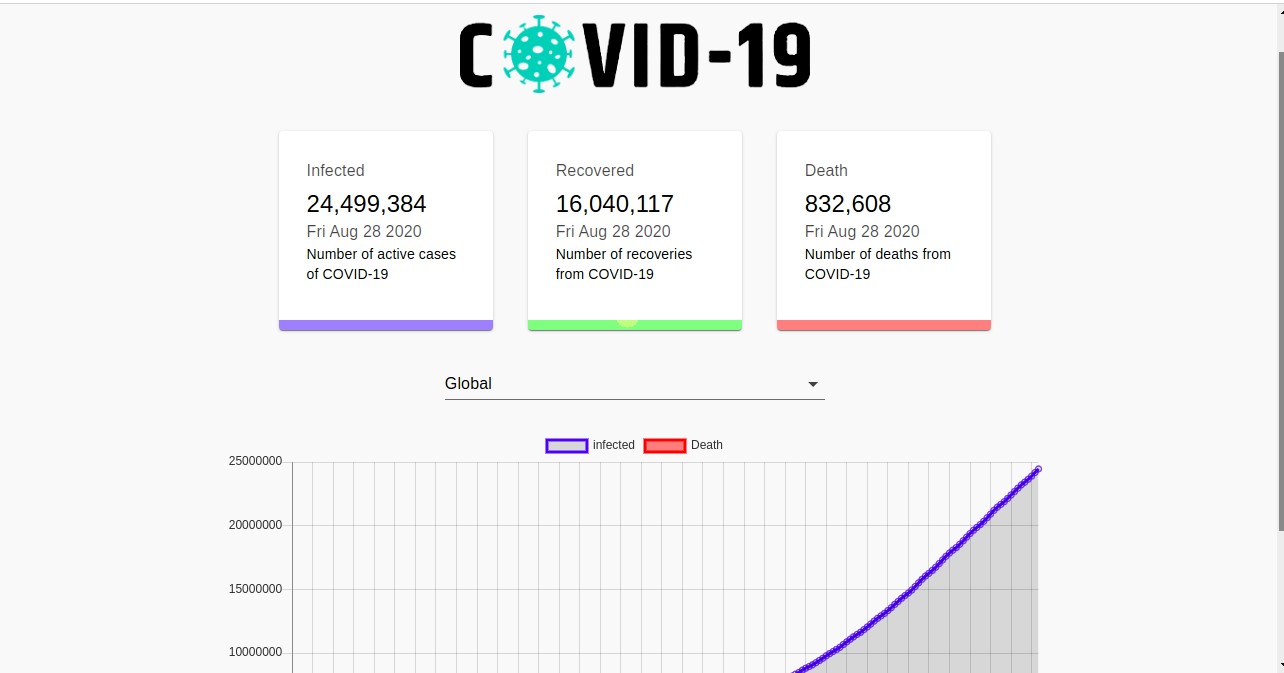 COVID-19
Infected
24,499,384
Fri Aug 28 2020
Number of active cases
of COVID-19
Recovered
16,040,117
Fri Aug 28 2020
Number of recoveries
from COVID-19
Death
832,608
Fri Aug 28 2020
Number of deaths from
COVID-19
Global
infected Death
25000000
20000000
15000000
10000000